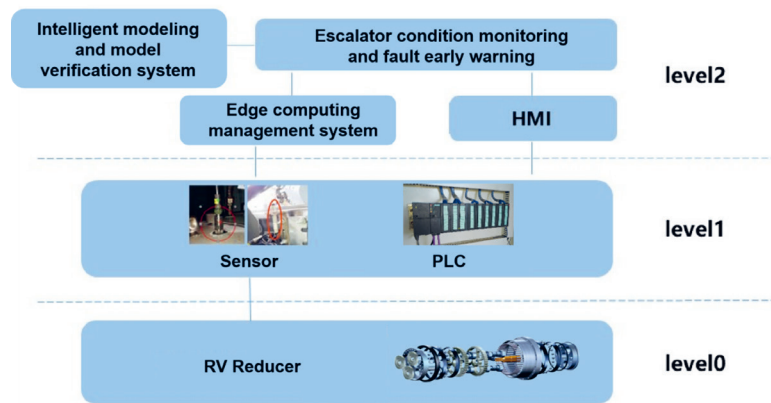 Intelligent modeling
and model
verification system
Escalator condition monitoring
and fault early warning
level2
Edge computing
management system
HMI
Sensor
PLC
level1
RV Reducer
level0